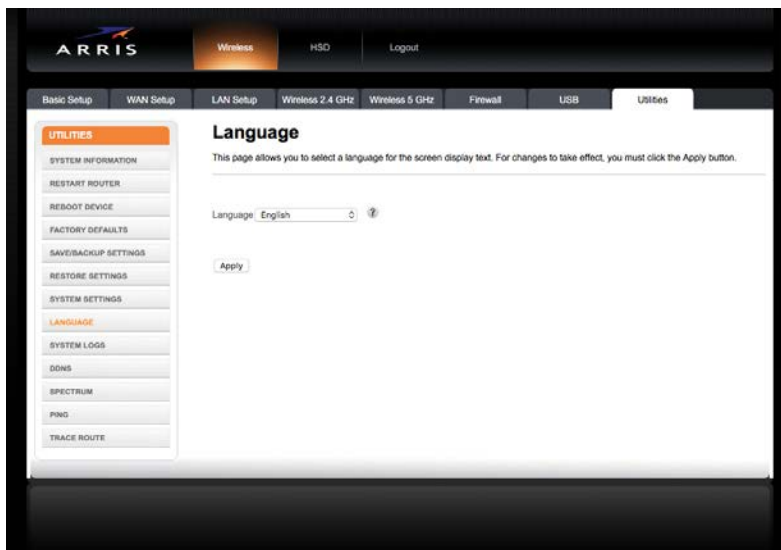 ARRIS
Wireless HSD Logout
Basic Setup WAN Setup LAN Setup Wireless 2.4 GHz Wireless 5 GHz Firewall USB Utilities
UTILITIES
SYSTEM INFORMATION
RESTART ROUTER
REBOOT DEVICE
FACTORY DEFAULTS
SAVE/BACKUP SETTINGS
RESTORE SETTINGS
SYSTEM SETTINGS
LANGUAGE
SYSTEM LOGS
DDNS
SPECTRUM
PING
TRACE ROUTE
Language
This page allows you to select a language for the screen display text. For changes to take effect, you must click the Apply button.
Language English ?
Apply